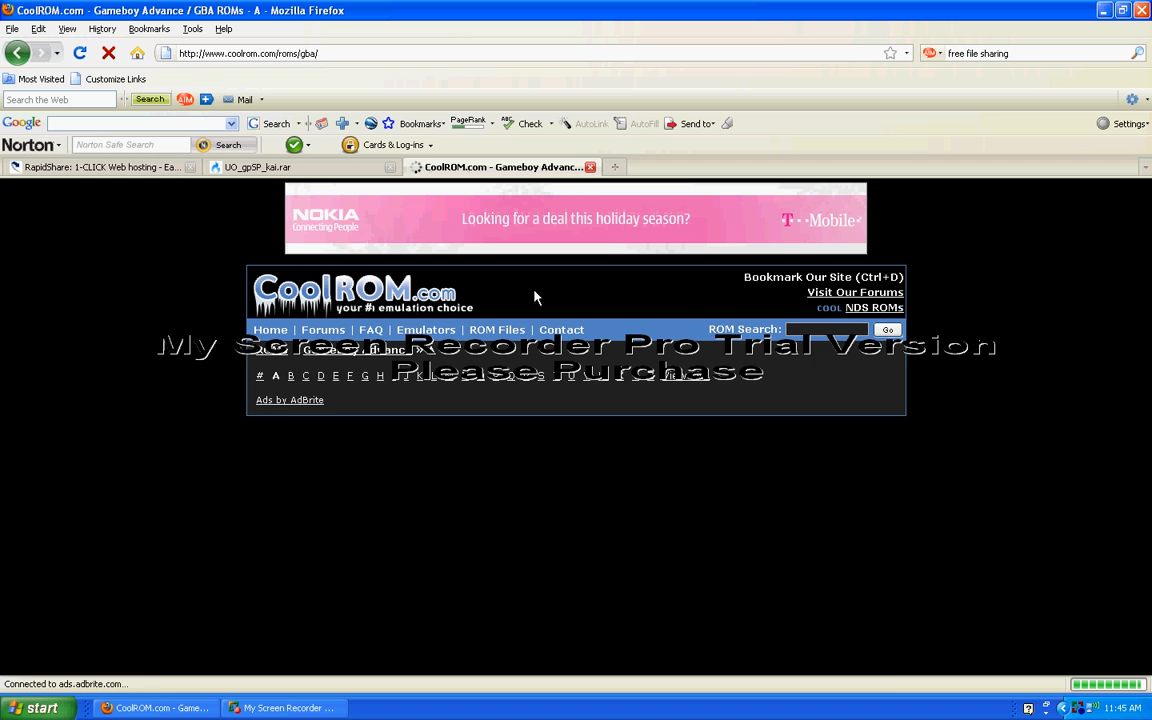 CoolROM.com - Gameboy Advance / GBA ROMs - A - Mozilla Firefox
File Edit View History Bookmarks Tools Help
http://www.coolrom.com/roms/gba/ free file sharing
Most Visited Customize Links
Search the Web Search AIM Mail
Google Search Bookmarks PageRank ABC Check AutoLink AutoFill Send to Settings
Norton Norton Safe Search Search Cards & Log-ins
RapidShare: 1-CLICK Web hosting - Ea... UO_gpSP_kai.rar CoolROM.com - Gameboy Advanc...
NOKIA Looking for a deal this holiday season? T-Mobile
Connecting People
CoolROM.com Bookmark Our Site (Ctrl+D)
your #1 emulation choice Visit Our Forums
COOL NDS ROMs
Home | Forums | FAQ | Emulators | ROM Files | Contact ROM Search: Go
My Screen Recorder Pro Trial Version
Please Purchase
# A B C D E F G H
Ads by AdBrite
Connected to ads.adbrite.com...
start CoolROM.com - Game... My Screen Recorder ... 11:45 AM